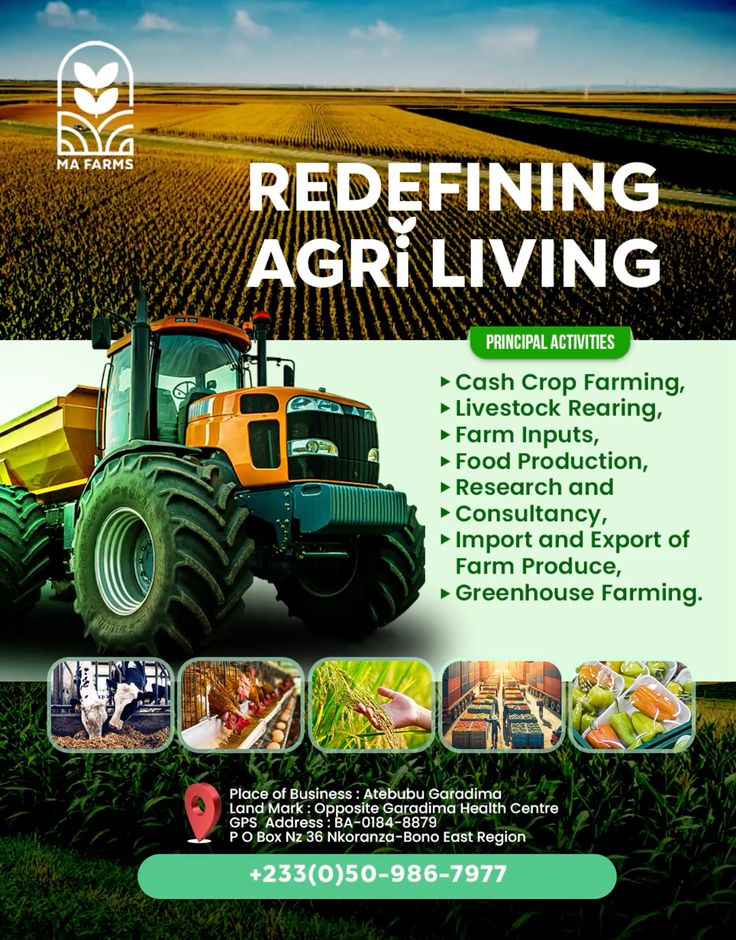 MA FARMS
REDEFINING
AGRi LIVING
PRINCIPAL ACTIVITIES
Cash Crop Farming,
Livestock Rearing,
Farm Inputs,
Food Production,
Research and
Consultancy,
Import and Export of
Farm Produce,
Greenhouse Farming.
Place of Business : Atebubu Garadima
Land Mark : Opposite Garadima Health Centre
GPS Address : BA-0184-8879
P O Box Nz 36 Nkoranza-Bono East Region
+233(0)50-986-7977